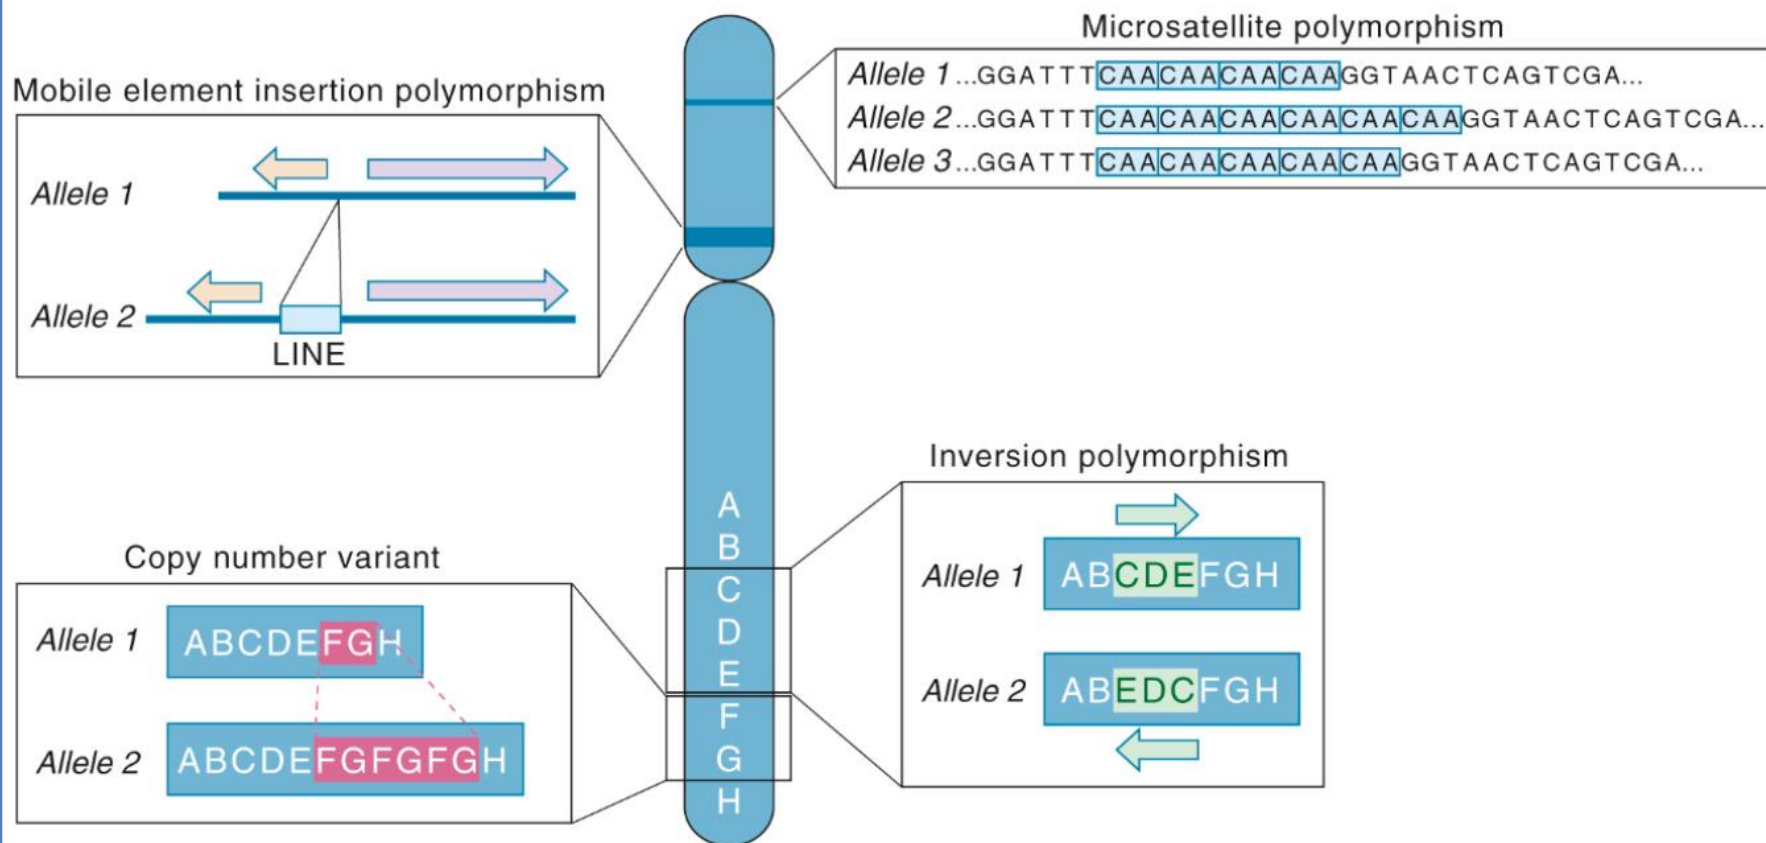 Microsatellite polymorphism
Allele 1 ...GGATTTCAACAACAACAAGGTAACTCAGTCGA...
Allele 2 ...GGATTTCAACAACAACAACAACAAGGTAACTCAGTCGA...
Allele 3 ...GGATTTCAACAACAACAACAAGGTAACTCAGTCGA...
Mobile element insertion polymorphism
Allele 1
Allele 2
LINE
A
B
C
D
E
F
G
H
Inversion polymorphism
Allele 1 ABCDEFGH
Allele 2 ABEDCFGH
Copy number variant
Allele 1 ABCDEFGH
Allele 2 ABCDEFGFGFGH